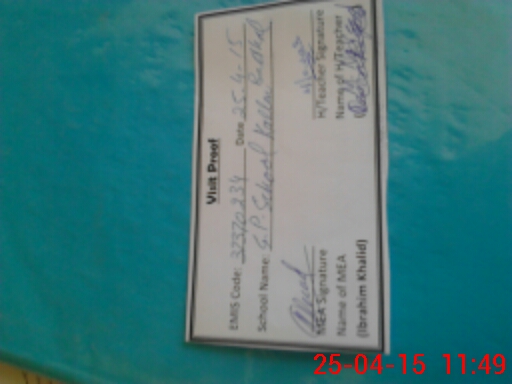 Visit Proof
EMIS Code: 37370234 Date 25-4-15
School Name: G.P. School
MEA Signature H/Teacher Signature
Name of MEA Name of H/Teacher
(Ibrahim Khalid)
25-04-15 11:49